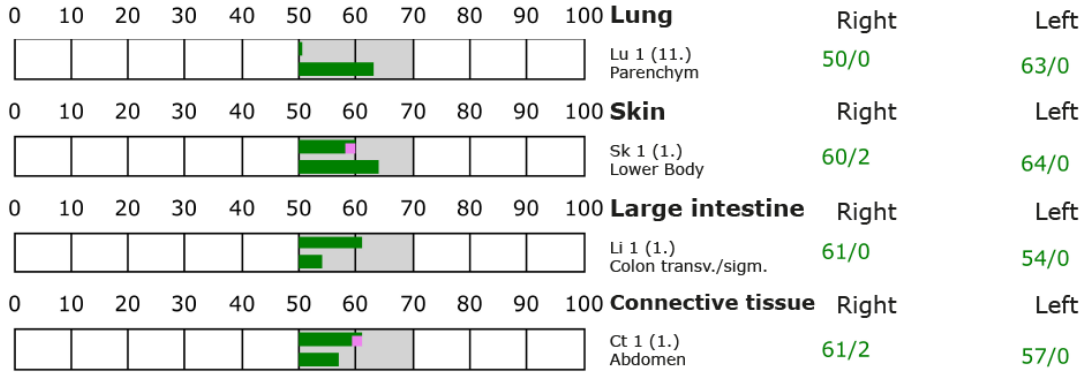 0 10 20 30 40 50 60 70 80 90 100 Lung Right Left
Lu 1 (11.) 50/0 63/0
Parenchym
0 10 20 30 40 50 60 70 80 90 100 Skin Right Left
Sk 1 (1.) 60/2 64/0
Lower Body
0 10 20 30 40 50 60 70 80 90 100 Large intestine Right Left
Li 1 (1.) 61/0 54/0
Colon transv./sigm.
0 10 20 30 40 50 60 70 80 90 100 Connective tissue Right Left
Ct 1 (1.) 61/2 57/0
Abdomen